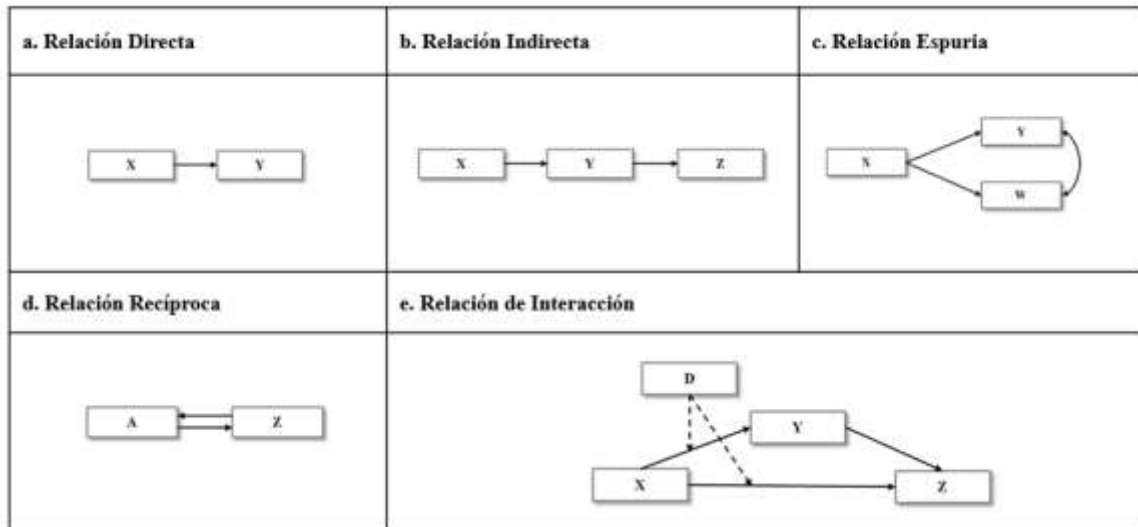 a. Relación Directa
b. Relación Indirecta
c. Relación Espuria
X
Y
X
Y
Z
X
Y
W
d. Relación Recíproca
e. Relación de Interacción
A
Z
D
Y
X
Z